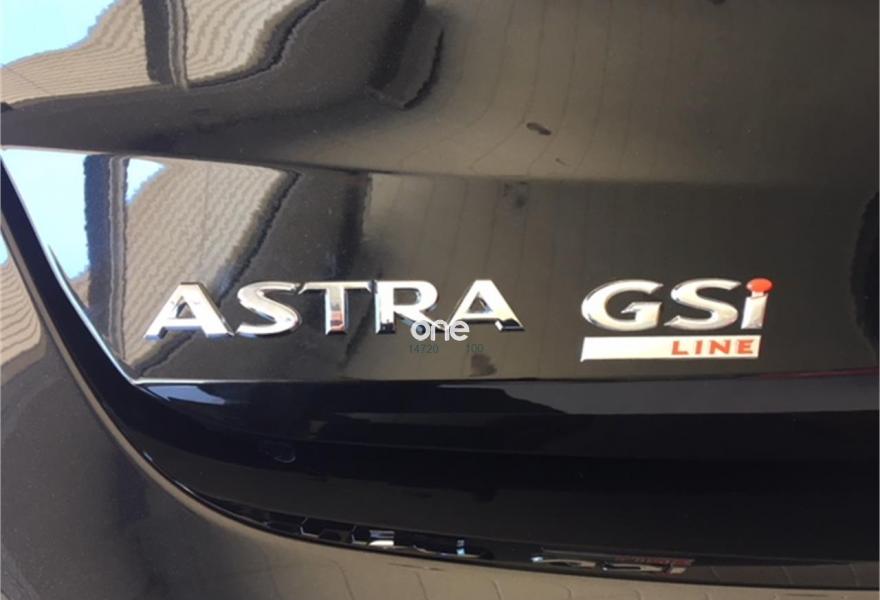 ASTRA GSi
LINE
one
14720 100